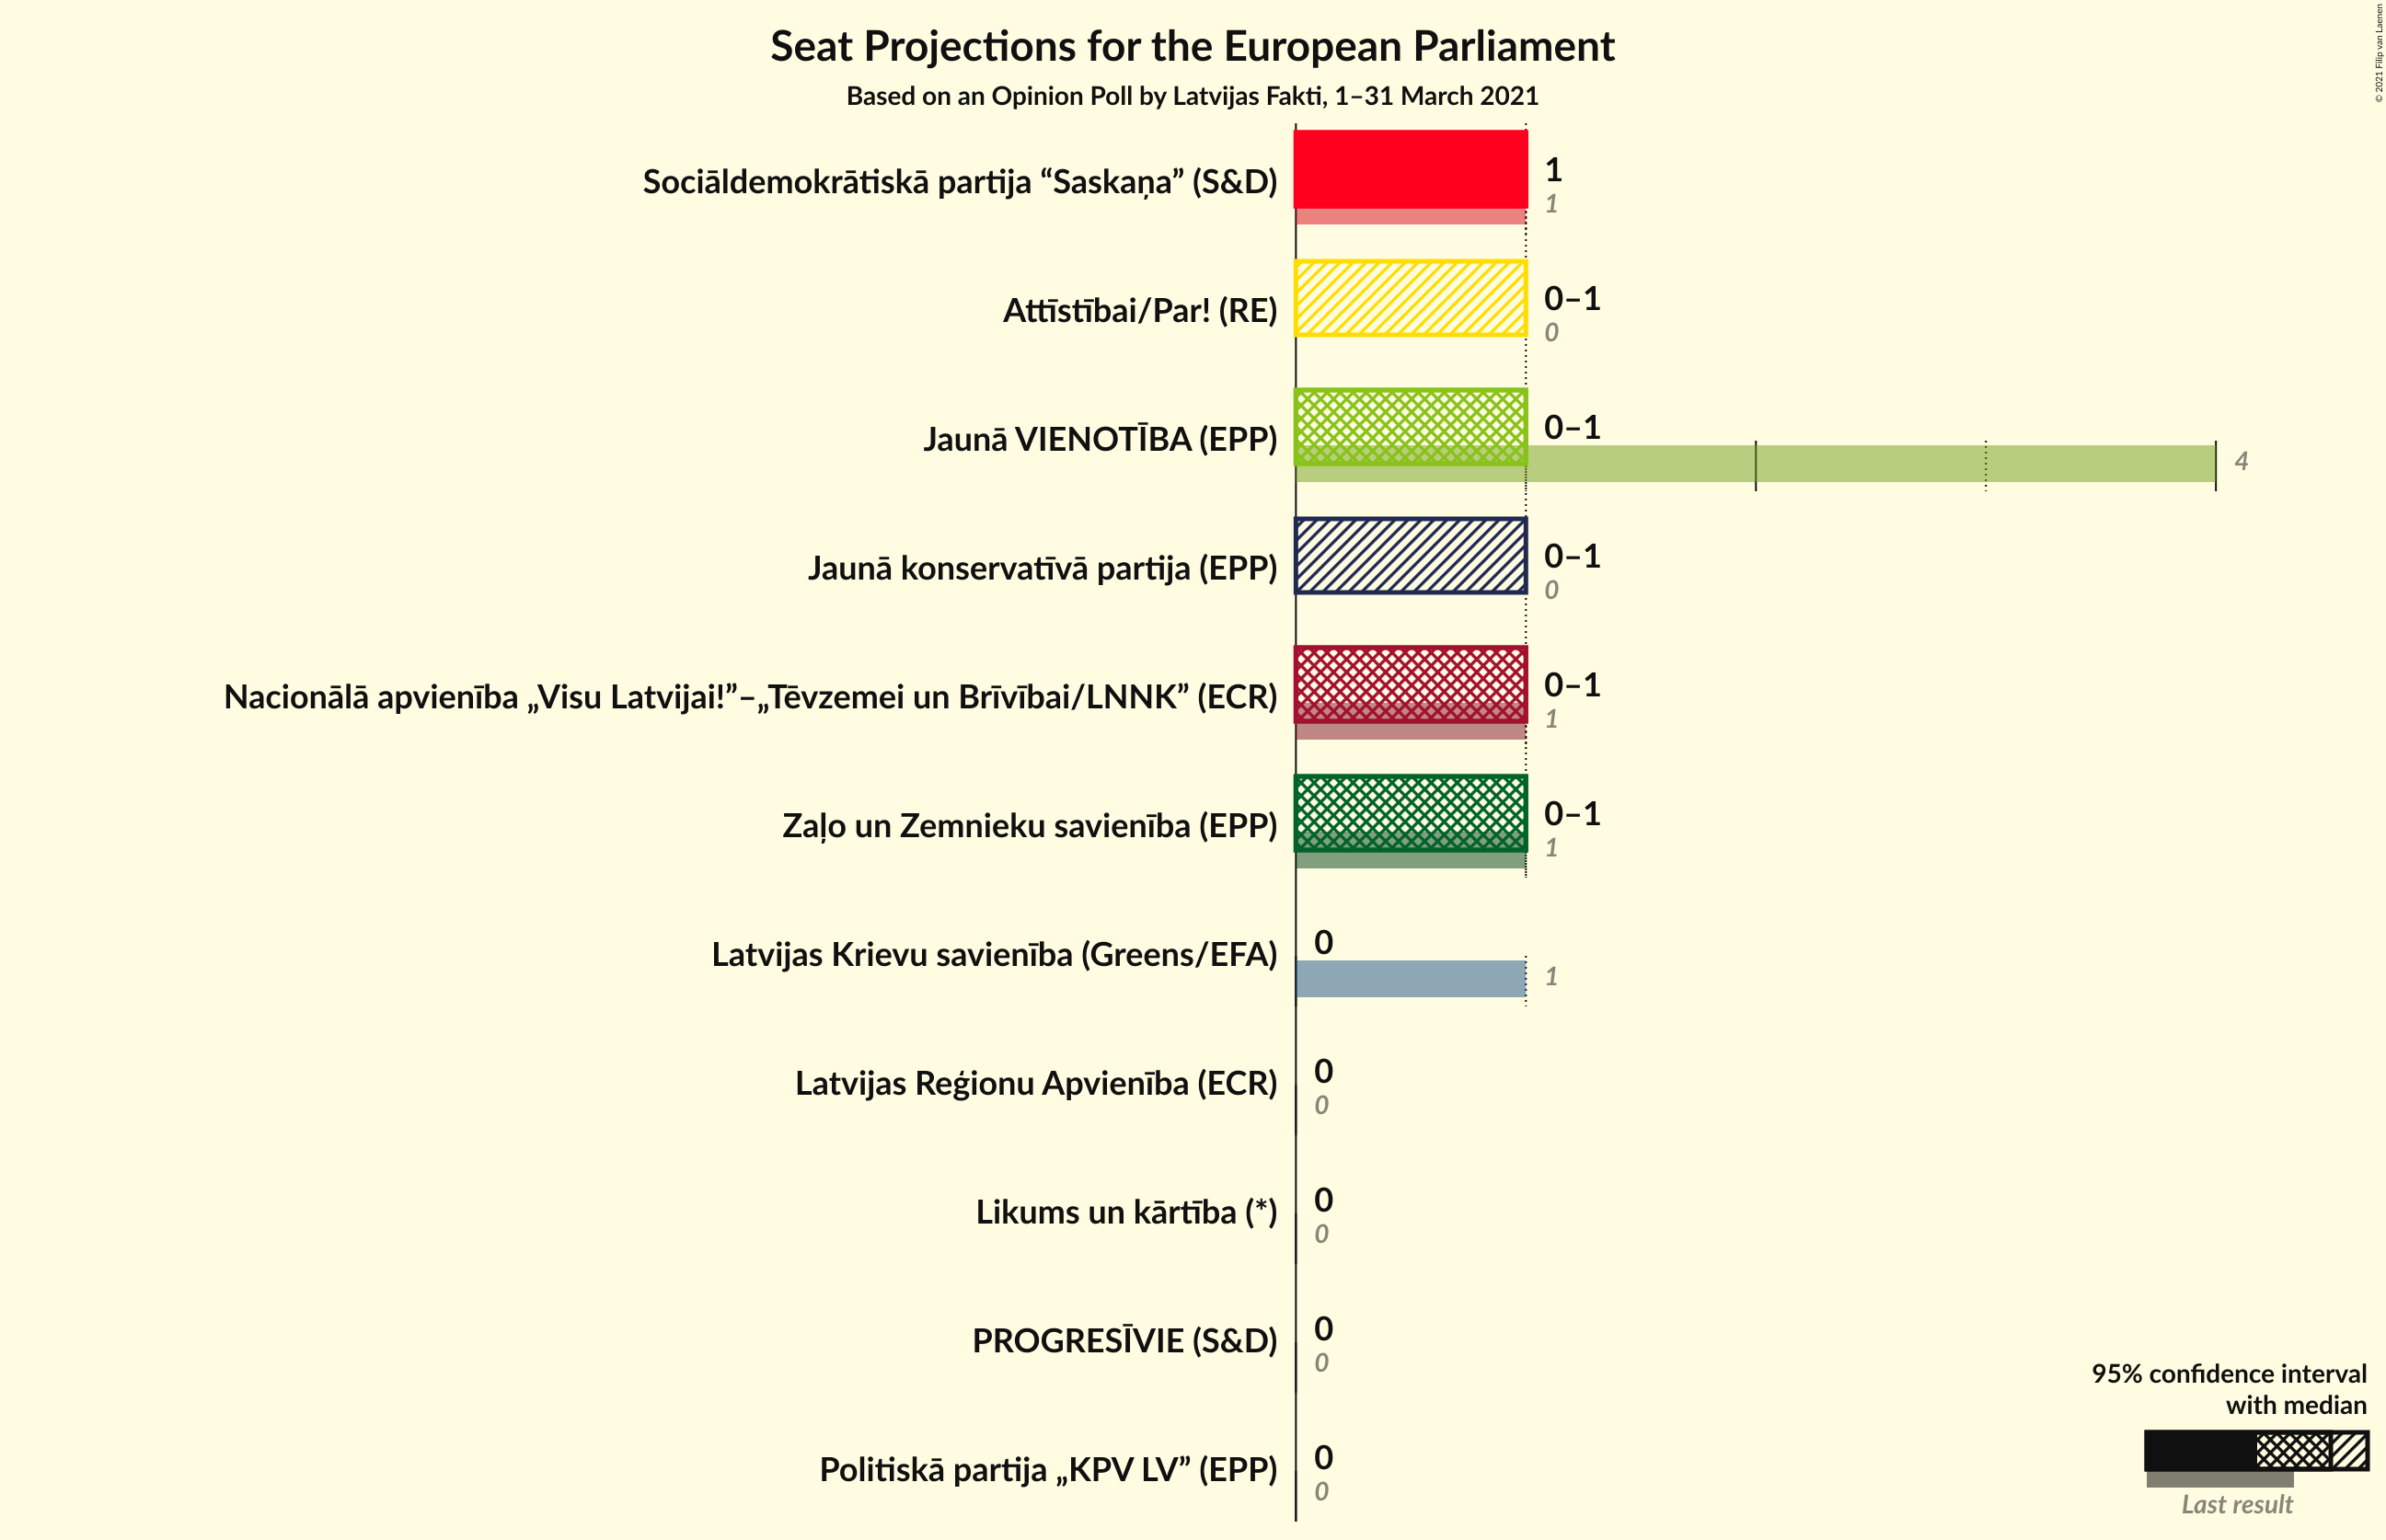 Seat Projections for the European Parliament
Based on an Opinion Poll by Latvijas Fakti, 1–31 March 2021
© 2021 Filip van Laenen
Sociāldemokrātiskā partija “Saskaņa” (S&D)
1
1
Attīstībai/Par! (RE)
0–1
0
Jaunā VIENOTĪBA (EPP)
0–1
4
Jaunā konservatīvā partija (EPP)
0–1
0
Nacionālā apvienība „Visu Latvijai!”–„Tēvzemei un Brīvībai/LNNK” (ECR)
0–1
1
Zaļo un Zemnieku savienība (EPP)
0–1
1
Latvijas Krievu savienība (Greens/EFA)
0
1
Latvijas Reģionu Apvienība (ECR)
0
0
Likums un kārtība (*)
0
0
PROGRESĪVIE (S&D)
0
0
Politiskā partija „KPV LV” (EPP)
0
0
95% confidence interval
with median
Last result